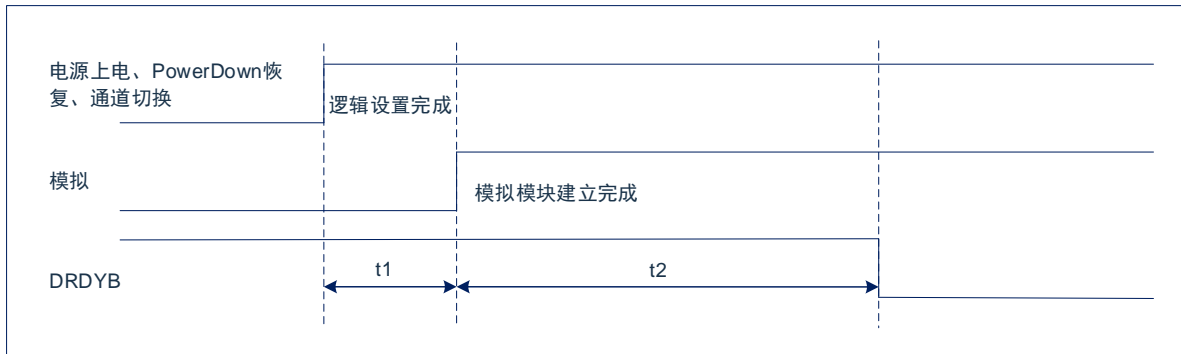 电源上电、PowerDown恢
复、通道切换
逻辑设置完成
模拟
模拟模块建立完成
DRDYB
t1
t2